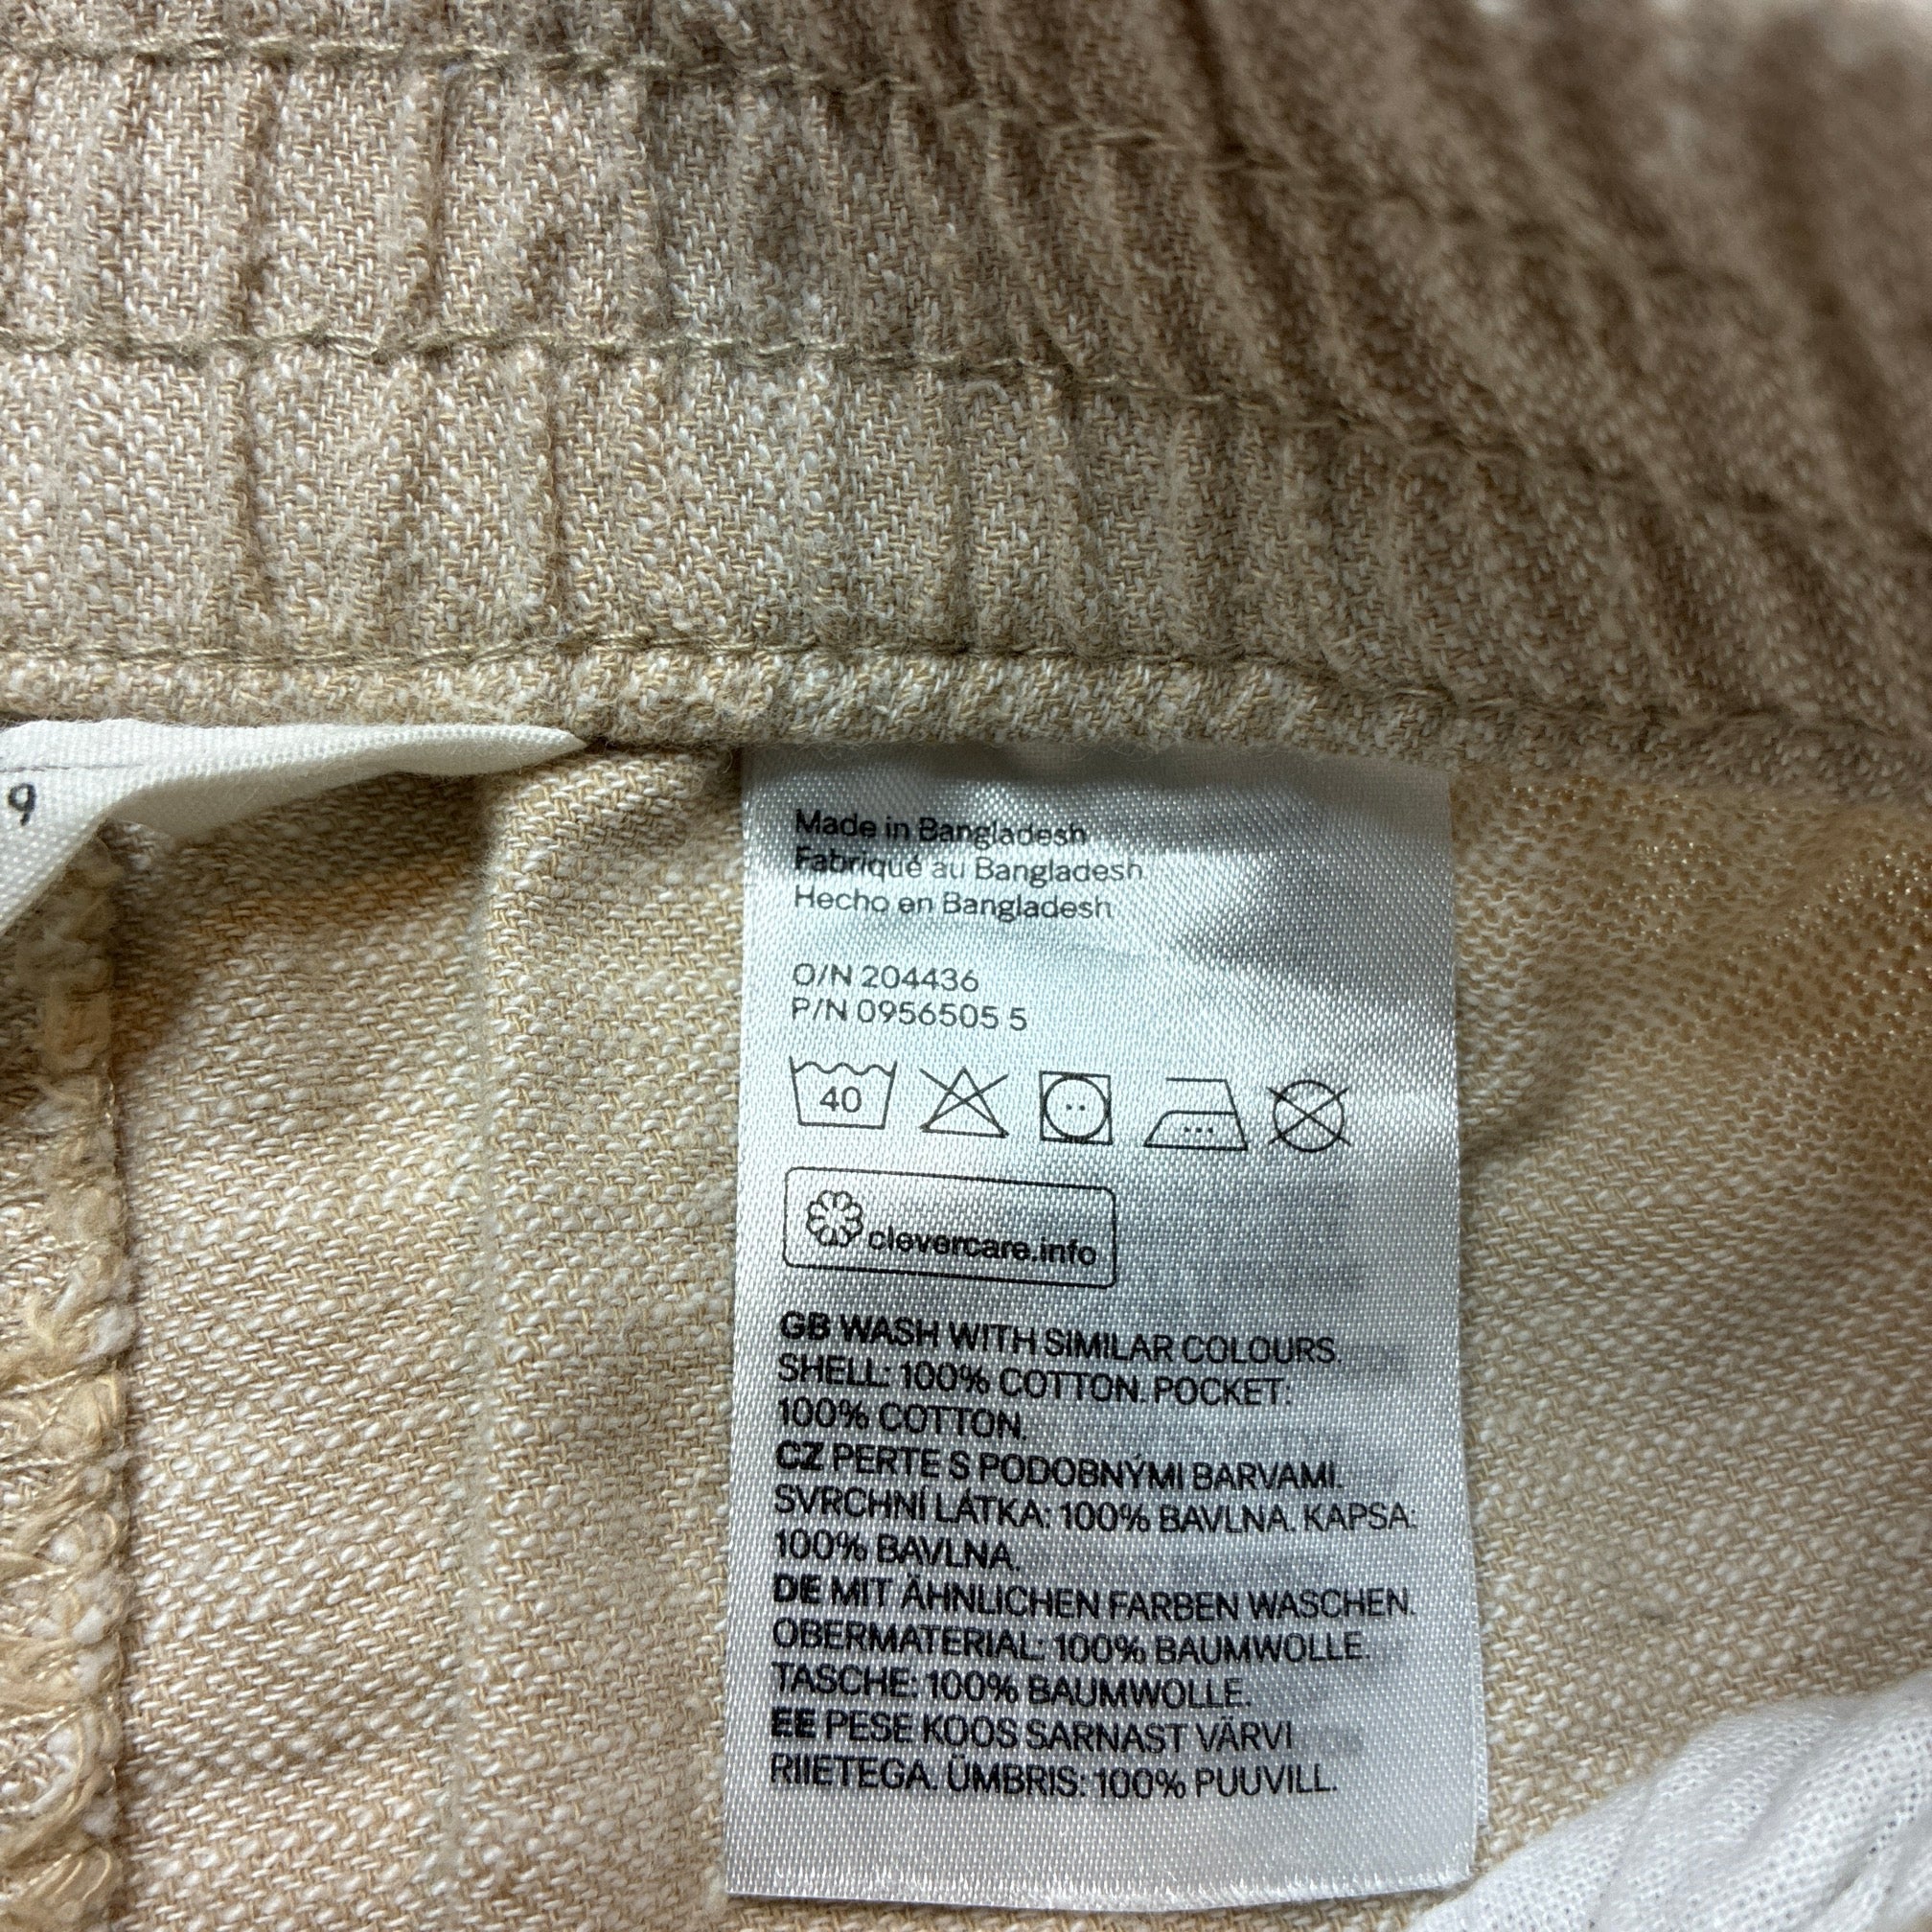 9
Made in Bangladesh
Fabriqué au Bangladesh
Hecho en Bangladesh
O/N 204436
P/N 0956505 5
40
clevercare.info
GB WASH WITH SIMILAR COLOURS.
SHELL: 100% COTTON. POCKET:
100% COTTON.
CZ PERTE S PODOBNÝMI BARVAMI.
SVRCHNÍ LÁTKA: 100% BAVLNA. KAPSA:
100% BAVLNA.
DE MIT ÄHNLICHEN FARBEN WASCHEN.
OBERMATERIAL: 100% BAUMWOLLE.
TASCHE: 100% BAUMWOLLE.
EE PESE KOOS SARNAST VÄRVI
RIIETEGA. ÜMBRIS: 100% PUUVILL.